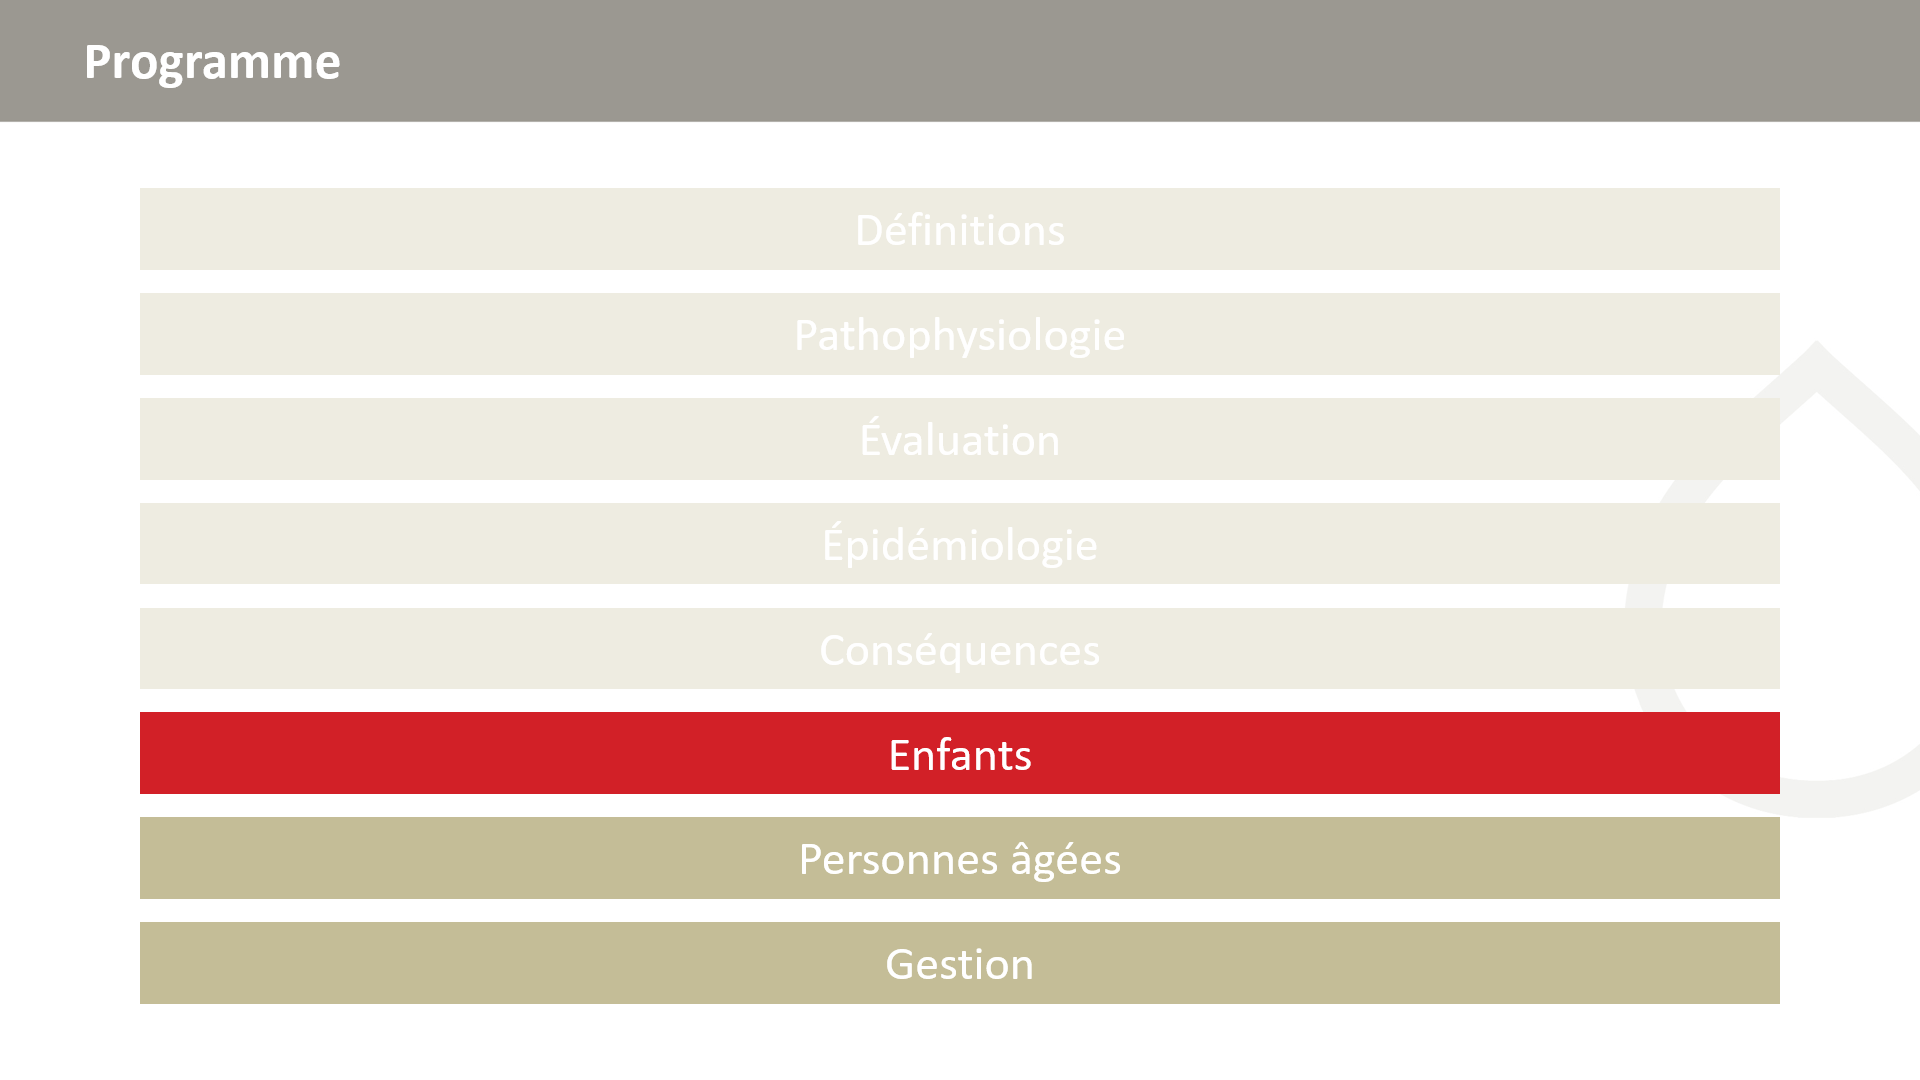 Programme
Définitions
Pathophysiologie
Évaluation
Épidémiologie
Conséquences
Enfants
Personnes âgées
Gestion